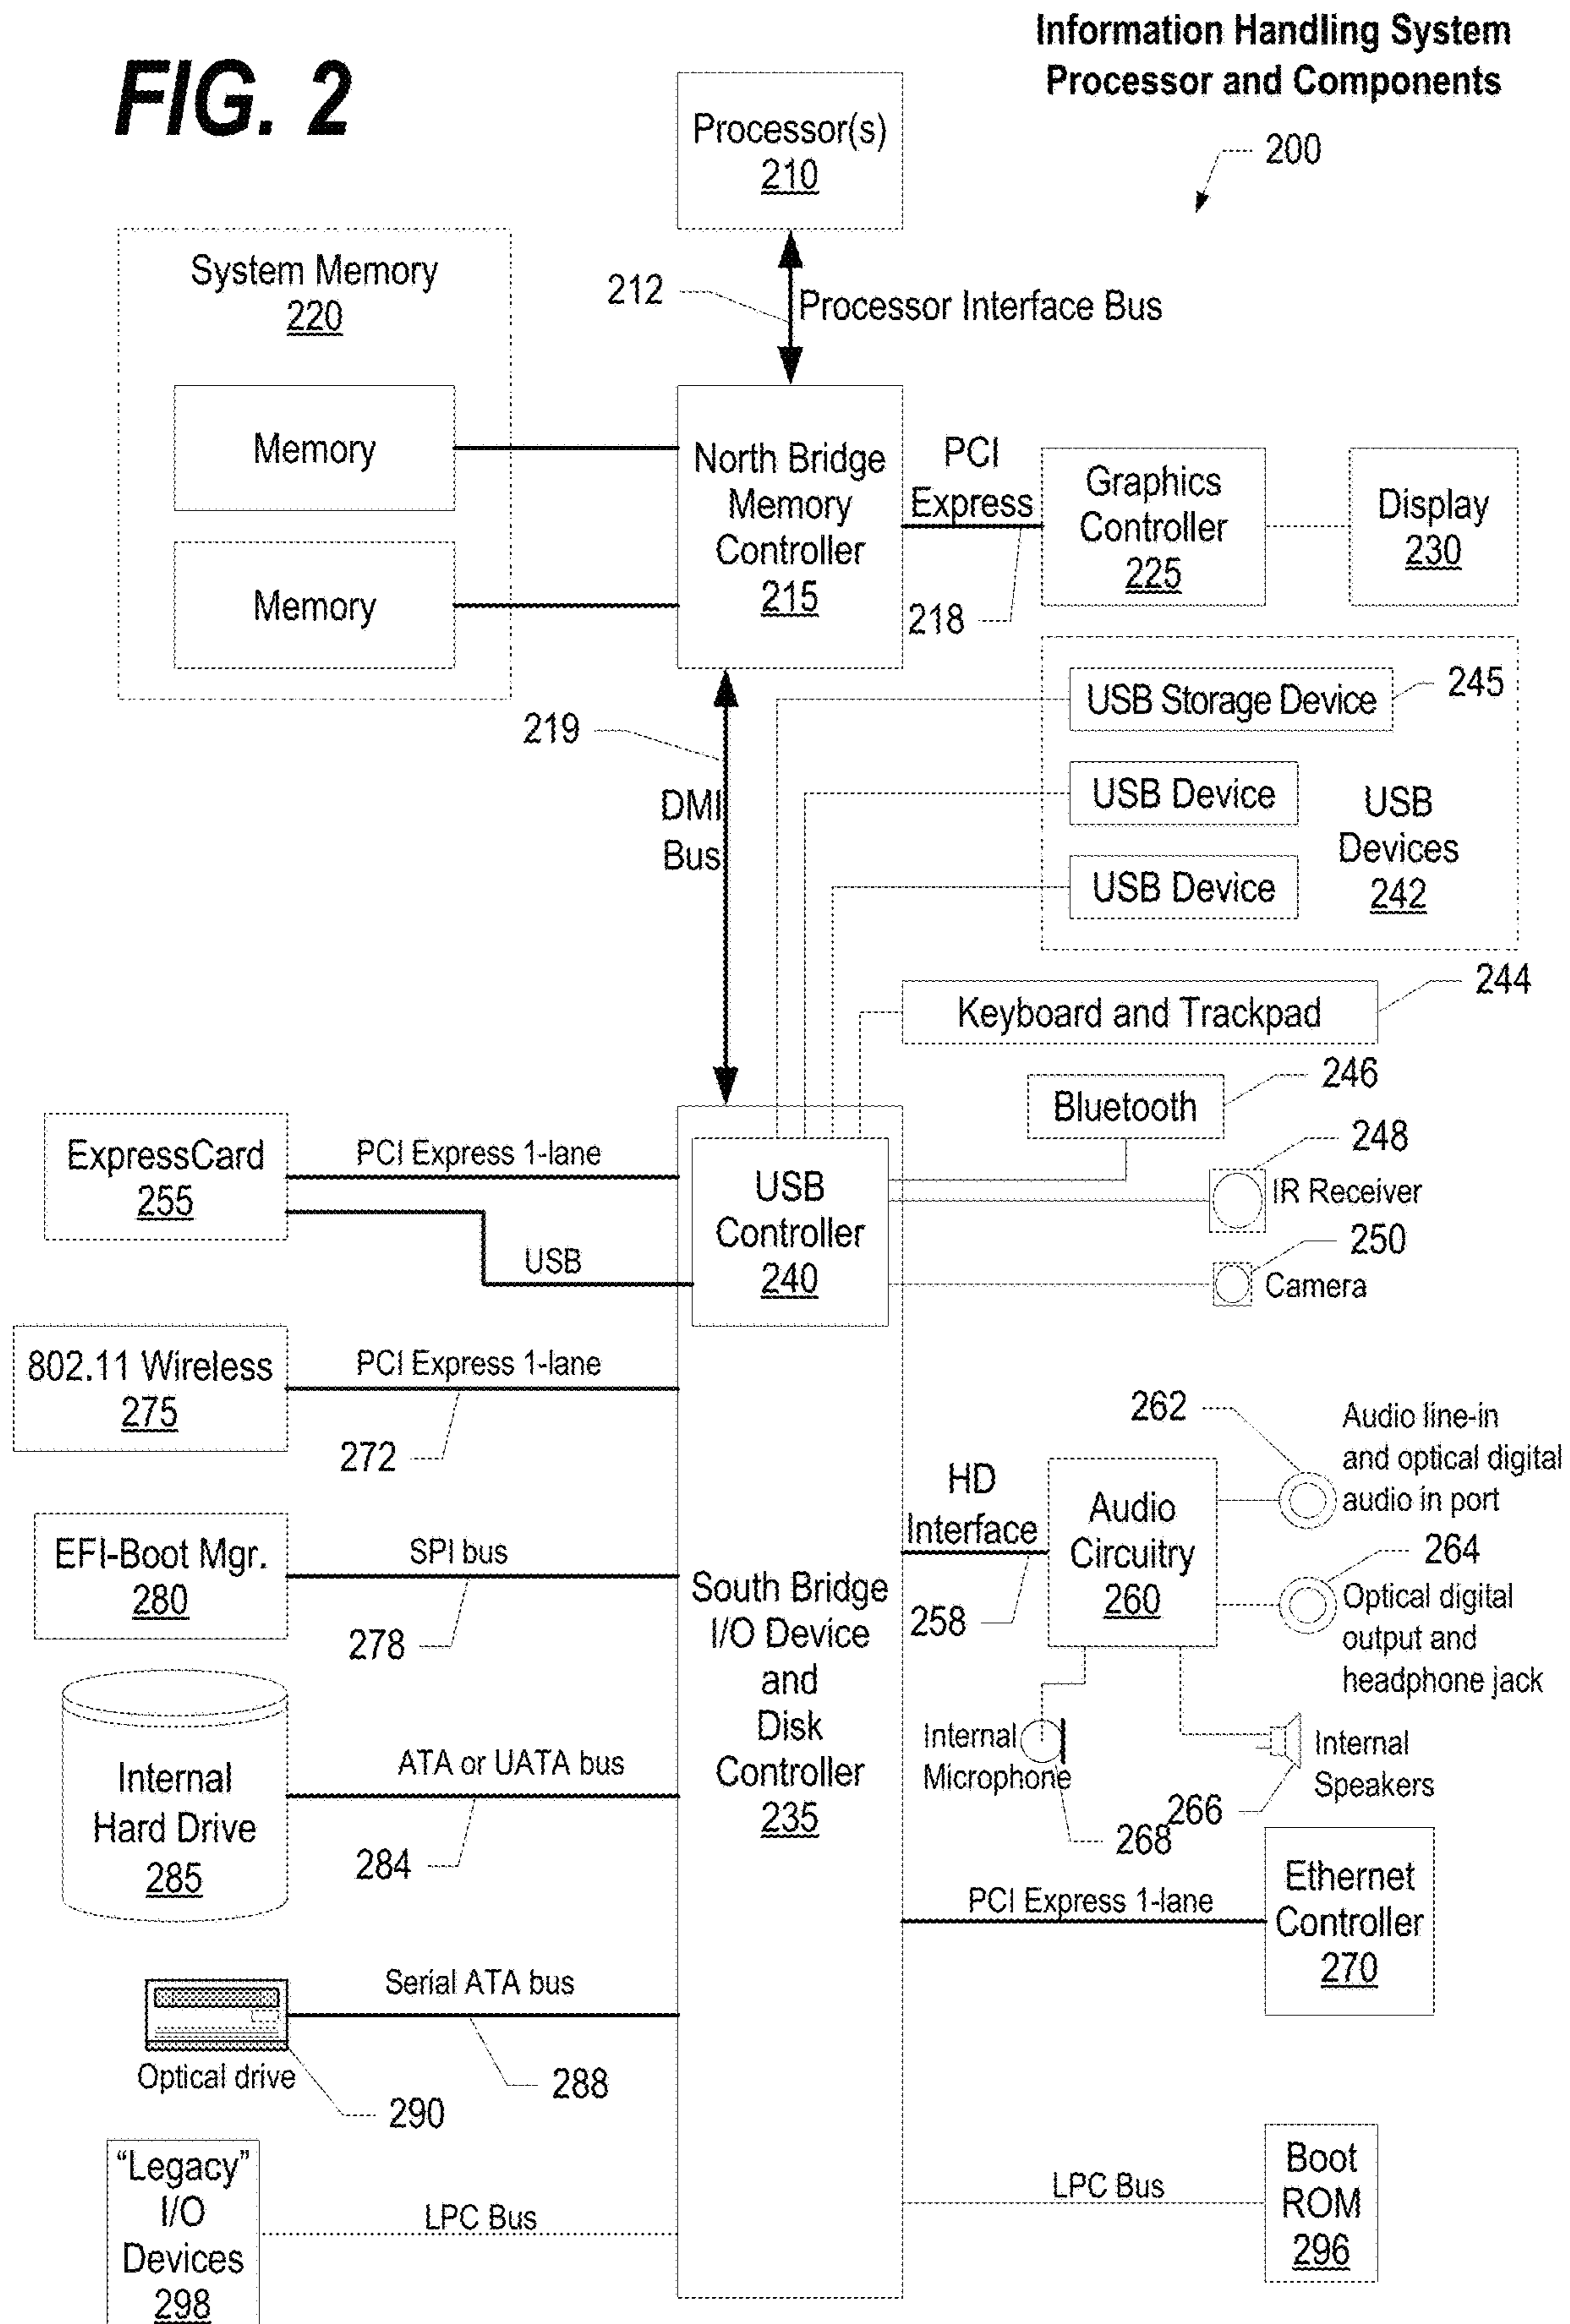 Information Handling System
Processor and Components
FIG. 2
200
Processor(s)
210
System Memory
220
212
Processor Interface Bus
Memory
Memory
North Bridge
Memory
Controller
215
PCI
Express
218
Graphics
Controller
225
Display
230
219
DMI
Bus
USB Storage Device
245
USB Device
USB Device
USB
Devices
242
244
Keyboard and Trackpad
246
Bluetooth
248
IR Receiver
250
Camera
ExpressCard
255
PCI Express 1-lane
USB
USB
Controller
240
802.11 Wireless
275
PCI Express 1-lane
272
262
Audio line-in
and optical digital
audio in port
HD
Interface
258
Audio
Circuitry
260
264
Optical digital
output and
headphone jack
EFI-Boot Mgr.
280
SPI bus
278
South Bridge
I/O Device
and
Disk
Controller
235
Internal
Microphone
268
Internal
Speakers
266
Internal
Hard Drive
285
ATA or UATA bus
284
PCI Express 1-lane
Ethernet
Controller
270
Serial ATA bus
288
Optical drive
290
"Legacy"
I/O
Devices
298
LPC Bus
LPC Bus
Boot
ROM
296